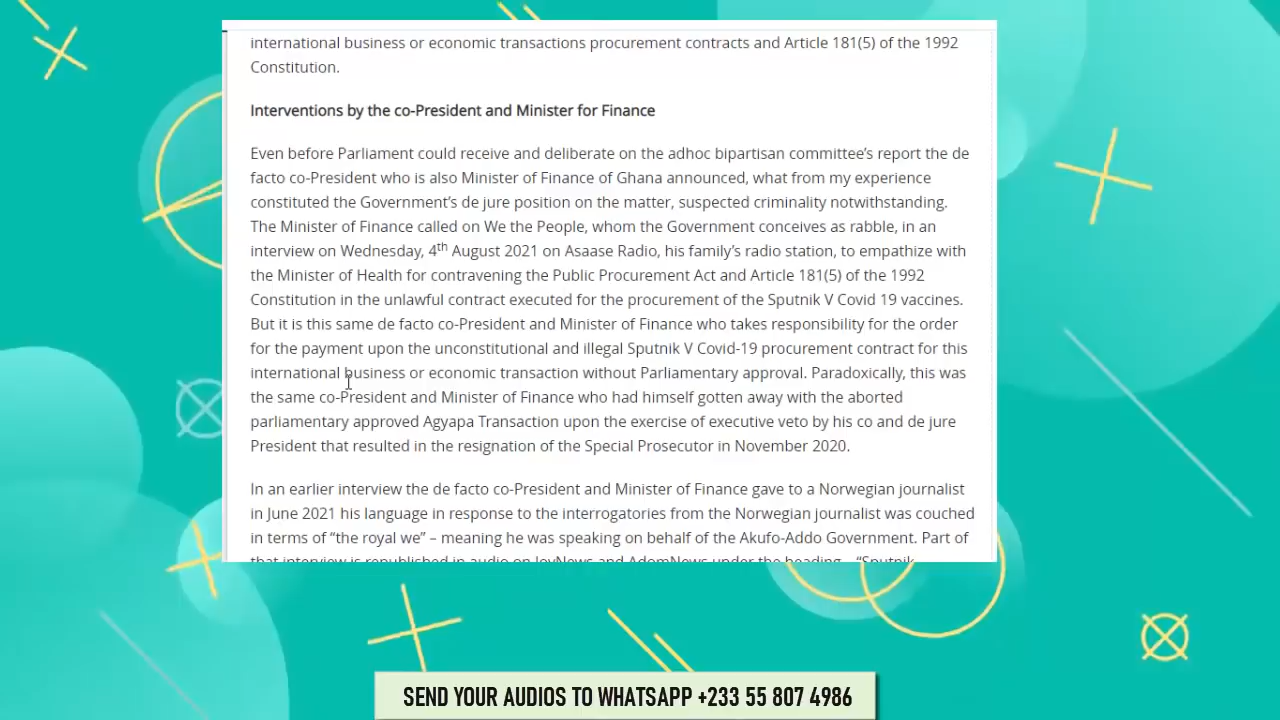 international business or economic transactions procurement contracts and Article 181(5) of the 1992
Constitution.
Interventions by the co-President and Minister for Finance
Even before Parliament could receive and deliberate on the adhoc bipartisan committee's report the de
facto co-President who is also Minister of Finance of Ghana announced, what from my experience
constituted the Government's de jure position on the matter, suspected criminality notwithstanding.
The Minister of Finance called on We the People, whom the Government conceives as rabble, in an
interview on Wednesday, 4th August 2021 on Asaase Radio, his family's radio station, to empathize with
the Minister of Health for contravening the Public Procurement Act and Article 181(5) of the 1992
Constitution in the unlawful contract executed for the procurement of the Sputnik V Covid 19 vaccines.
But it is this same de facto co-President and Minister of Finance who takes responsibility for the order
for the payment upon the unconstitutional and illegal Sputnik V Covid-19 procurement contract for this
international business or economic transaction without Parliamentary approval. Paradoxically, this was
the same co-President and Minister of Finance who had himself gotten away with the aborted
parliamentary approved Agyapa Transaction upon the exercise of executive veto by his co and de jure
President that resulted in the resignation of the Special Prosecutor in November 2020.
In an earlier interview the de facto co-President and Minister of Finance gave to a Norwegian journalist
in June 2021 his language in response to the interrogatories from the Norwegian journalist was couched
in terms of "the royal we" – meaning he was speaking on behalf of the Akufo-Addo Government. Part of
that interview is republished in audio on JoyNews and AdomNews under the heading – "Sputnik
SEND YOUR AUDIOS TO WHATSAPP +233 55 807 4986